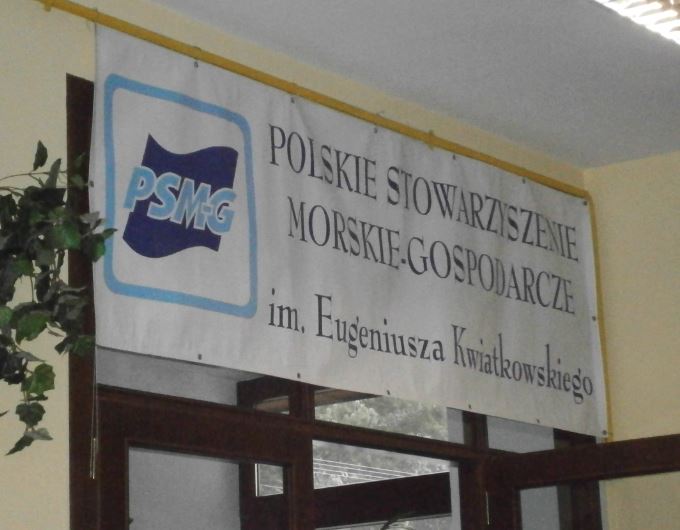 PSM-G
POLSKIE STOWARZYSZENIE
MORSKIE-GOSPODARCZE
im. Eugeniusza Kwiatkowskiego